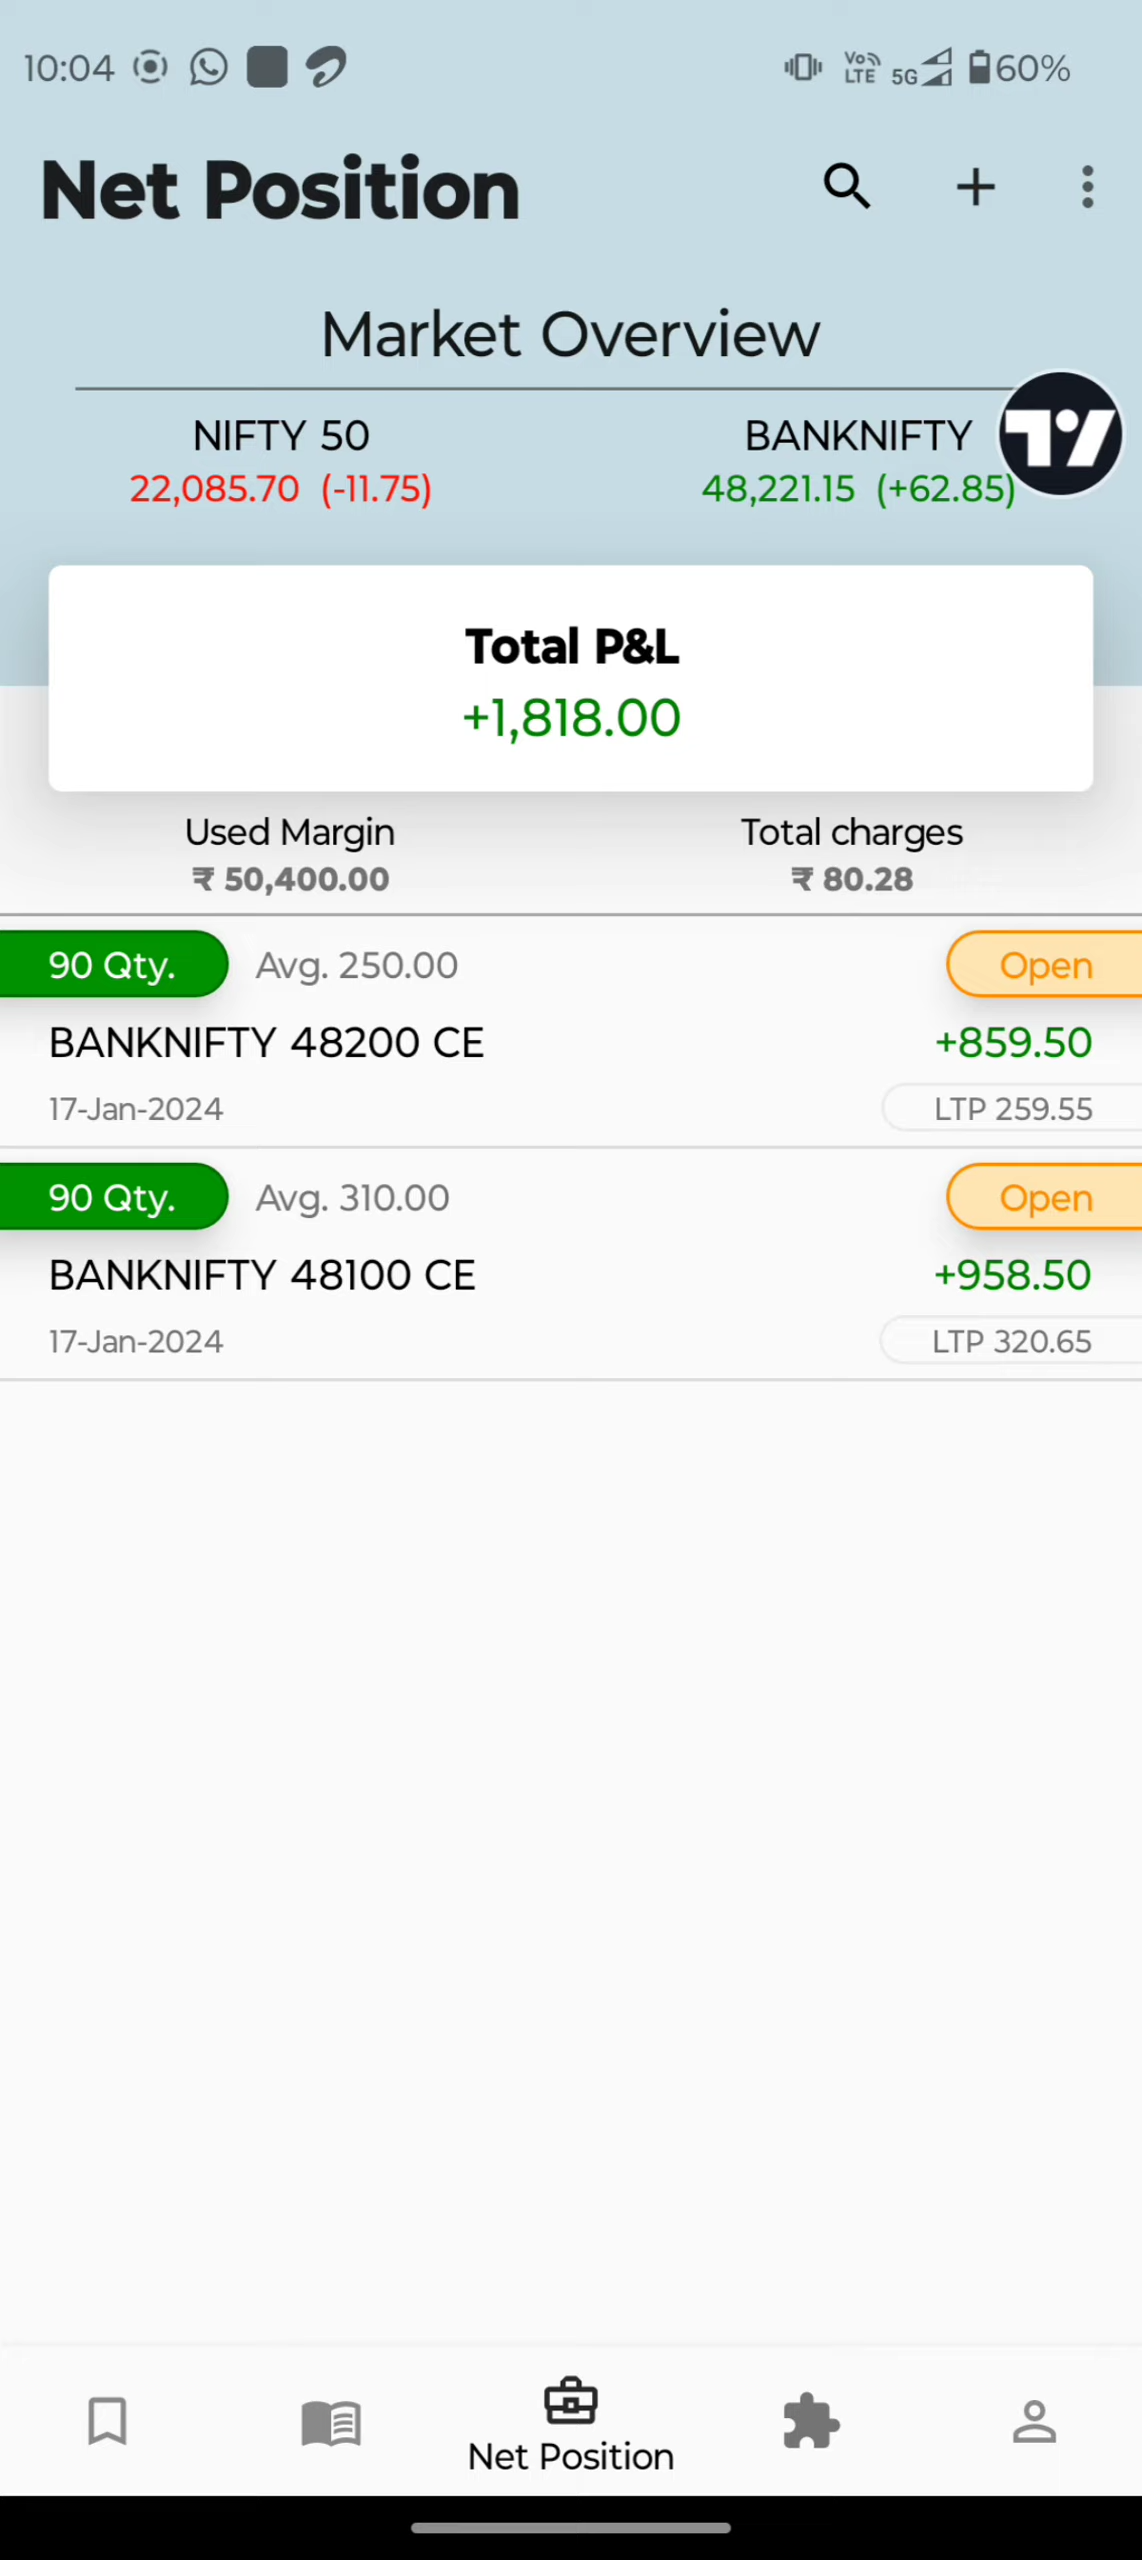 10:04 Vo LTE 5G 60%
Net Position
Market Overview
NIFTY 50 BANKNIFTY
22,085.70 (-11.75) 48,221.15 (+62.85)
Total P&L
+1,818.00
Used Margin Total charges
₹ 50,400.00 ₹ 80.28
90 Qty. Avg. 250.00 Open
BANKNIFTY 48200 CE +859.50
17-Jan-2024 LTP 259.55
90 Qty. Avg. 310.00 Open
BANKNIFTY 48100 CE +958.50
17-Jan-2024 LTP 320.65
Net Position